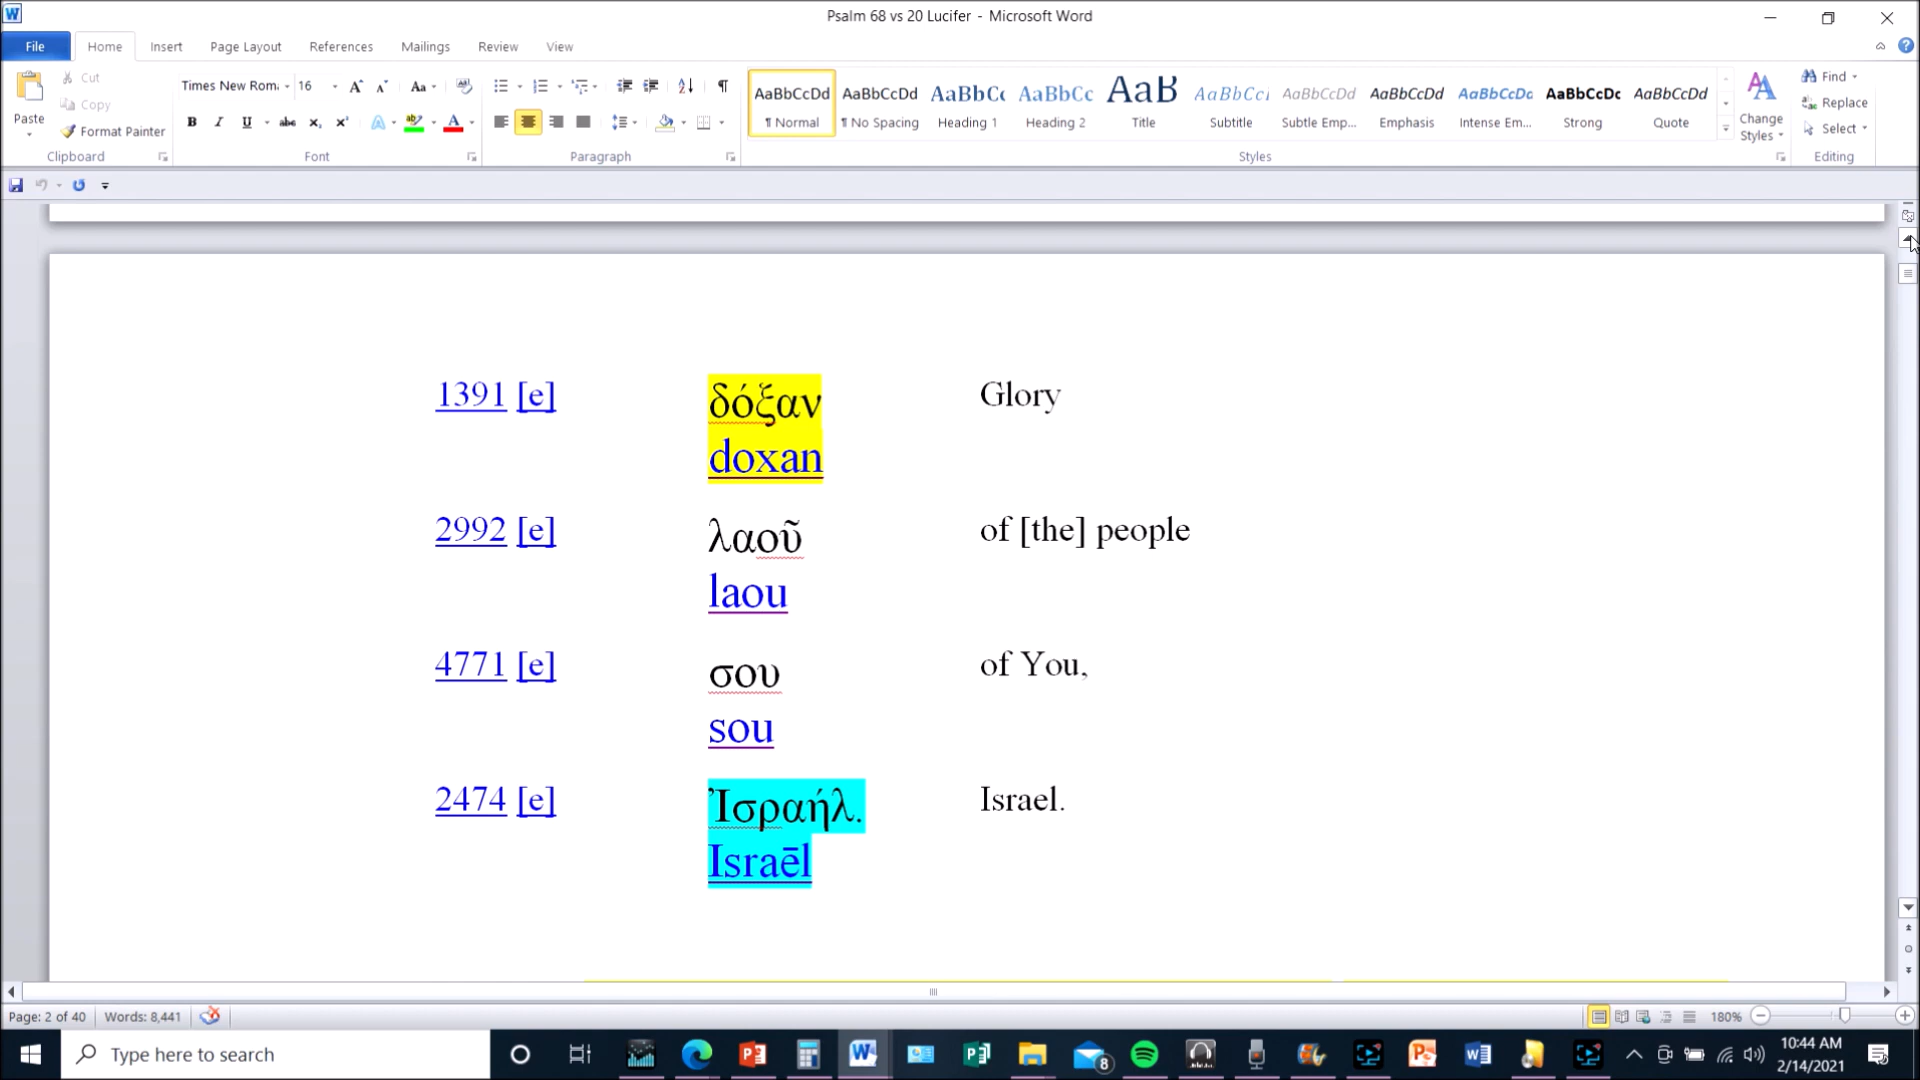 Psalm 68 vs 20 Lucifer - Microsoft Word
File Home Insert Page Layout References Mailings Review View
Cut
Copy
Format Painter
Paste
Clipboard
Times New Rom 16
Font
Paragraph
AaBbCcDd AaBbCcDd AaBbCc AaBbCc AaB AaBbCcI AaBbCcDd AaBbCcDd AaBbCcDc AaBbCcDc AaBbCcDd
¶ Normal ¶ No Spacing Heading 1 Heading 2 Title Subtitle Subtle Emp... Emphasis Intense Em... Strong Quote
Change Styles
Styles
Find
Replace
Select
Editing
1391 [e] δόξαν Glory
doxan
2992 [e] λαοῦ of [the] people
laou
4771 [e] σου of You,
sou
2474 [e] Ἰσραήλ. Israel.
Israēl
Page: 2 of 40 Words: 8,441 180%
Type here to search
8
10:44 AM
2/14/2021